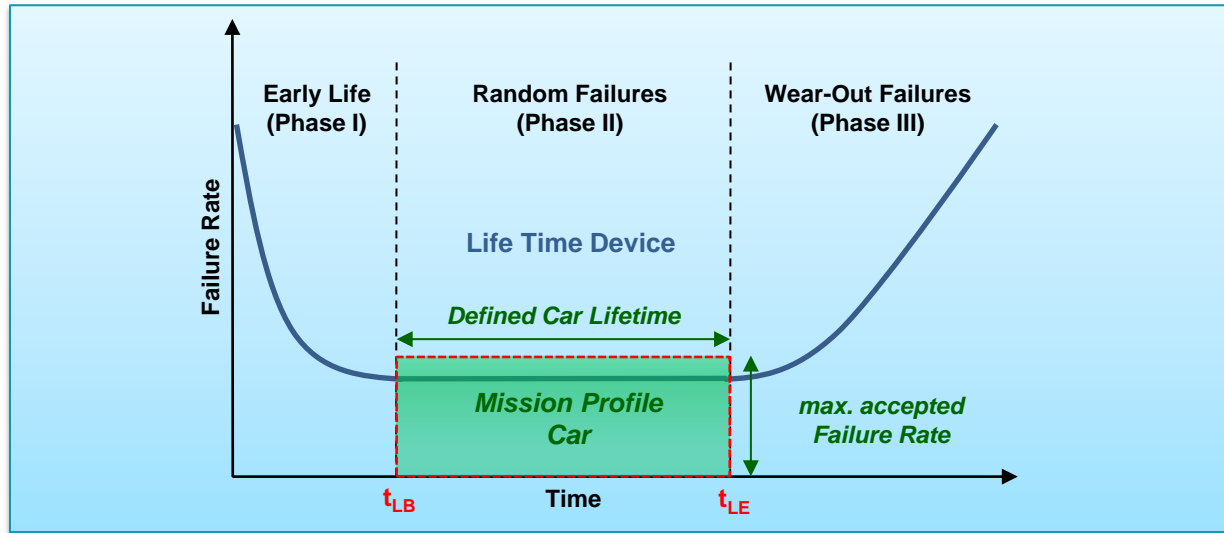 Early Life
(Phase I)
Random Failures
(Phase II)
Wear-Out Failures
(Phase III)
Failure Rate
Life Time Device
Defined Car Lifetime
Mission Profile
Car
max. accepted
Failure Rate
tLB
Time
tLE